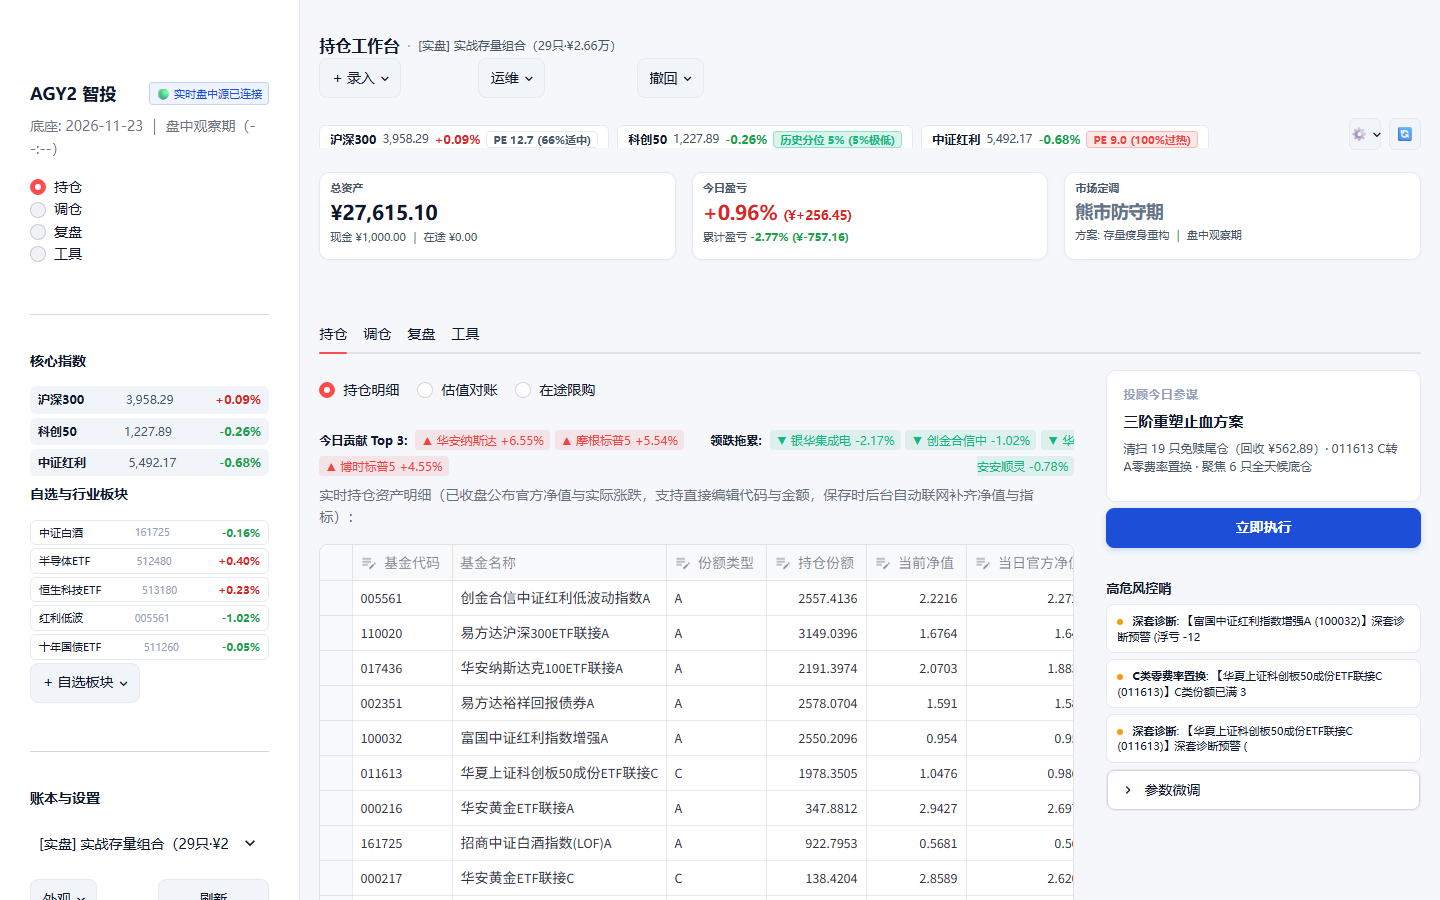 AGY2 智投
实时盘中源已连接
底座: 2026-11-23 │ 盘中观察期（-
-:--）
持仓
调仓
复盘
工具
核心指数
沪深300 3,958.29 +0.09%
科创50 1,227.89 -0.26%
中证红利 5,492.17 -0.68%
自选与行业板块
中证白酒 161725 -0.16%
半导体ETF 512480 +0.40%
恒生科技ETF 513180 +0.23%
红利低波 005561 -1.02%
十年国债ETF 511260 -0.05%
+ 自选板块
账本与设置
[实盘] 实战存量组合（29只·¥2
外观
刷新
持仓工作台 · [实盘] 实战存量组合（29只·¥2.66万）
+ 录入
运维
撤回
沪深300 3,958.29 +0.09% PE 12.7 (66%适中)
科创50 1,227.89 -0.26% 历史分位 5% (5%极低)
中证红利 5,492.17 -0.68% PE 9.0 (100%过热)
总资产
¥27,615.10
现金 ¥1,000.00 │ 在途 ¥0.00
今日盈亏
+0.96% (¥+256.45)
累计盈亏 -2.77% (¥-757.16)
市场定调
熊市防守期
方案: 存量瘦身重构 │ 盘中观察期
持仓 调仓 复盘 工具
持仓明细 估值对账 在途限购
今日贡献 Top 3: ▲ 华安纳斯达 +6.55% ▲ 摩根标普5 +5.54%
▲ 博时标普5 +4.55%
领跌拖累: ▼ 银华集成电 -2.17% ▼ 创金合信中 -1.02% ▼ 华
安安顺灵 -0.78%
实时持仓资产明细（已收盘公布官方净值与实际涨跌，支持直接编辑代码与金额，保存时后台自动联网补齐净值与指
标）:
基金代码 基金名称 份额类型 持仓份额 当前净值 当日官方净
005561 创金合信中证红利低波动指数A A 2557.4136 2.2216 2.27
110020 易方达沪深300ETF联接A A 3149.0396 1.6764 1.6
017436 华安纳斯达克100ETF联接A A 2191.3974 2.0703 1.88
002351 易方达裕祥回报债券A A 2578.0704 1.591 1.5
100032 富国中证红利指数增强A A 2550.2096 0.954 0.9
011613 华夏上证科创板50成份ETF联接C C 1978.3505 1.0476 0.98
000216 华安黄金ETF联接A A 347.8812 2.9427 2.69
161725 招商中证白酒指数(LOF)A A 922.7953 0.5681 0.5
000217 华安黄金ETF联接C C 138.4204 2.8589 2.62
投顾今日参谋
三阶重塑止血方案
清扫 19 只免赎尾仓（回收 ¥562.89）· 011613 C转
A零费率置换 · 聚焦 6 只全天候底仓
立即执行
高危风控哨
深套诊断: 【富国中证红利指数增强A (100032)】深套诊
断预警 (浮亏 -12
C类零费率置换: 【华夏上证科创板50成份ETF联接C
(011613)】C类份额已满 3
深套诊断: 【华夏上证科创板50成份ETF联接C
(011613)】深套诊断预警 (
参数微调